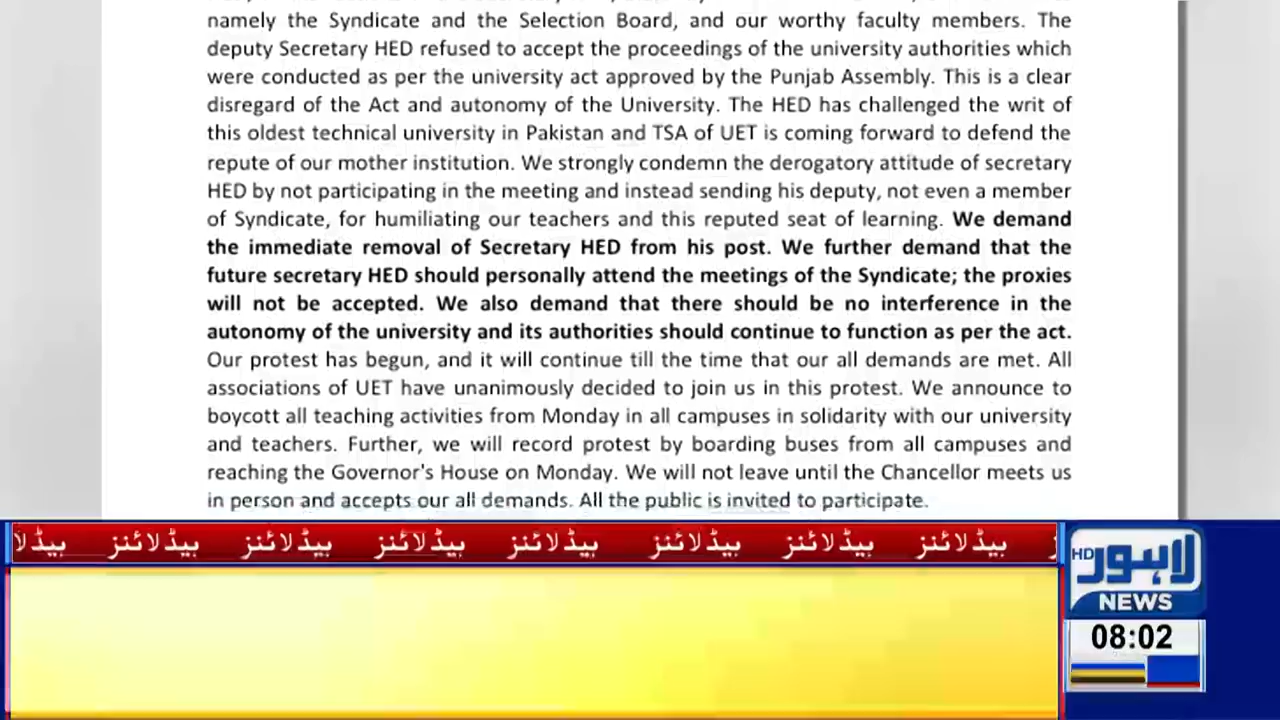 namely the Syndicate and the Selection Board, and our worthy faculty members. The
deputy Secretary HED refused to accept the proceedings of the university authorities which
were conducted as per the university act approved by the Punjab Assembly. This is a clear
disregard of the Act and autonomy of the University. The HED has challenged the writ of
this oldest technical university in Pakistan and TSA of UET is coming forward to defend the
repute of our mother institution. We strongly condemn the derogatory attitude of secretary
HED by not participating in the meeting and instead sending his deputy, not even a member
of Syndicate, for humiliating our teachers and this reputed seat of learning. We demand
the immediate removal of Secretary HED from his post. We further demand that the
future secretary HED should personally attend the meetings of the Syndicate; the proxies
will not be accepted. We also demand that there should be no interference in the
autonomy of the university and its authorities should continue to function as per the act.
Our protest has begun, and it will continue till the time that our all demands are met. All
associations of UET have unanimously decided to join us in this protest. We announce to
boycott all teaching activities from Monday in all campuses in solidarity with our university
and teachers. Further, we will record protest by boarding buses from all campuses and
reaching the Governor's House on Monday. We will not leave until the Chancellor meets us
in person and accepts our all demands. All the public is invited to participate.
ہیڈلائنز ہیڈلائنز ہیڈلائنز ہیڈلائنز ہیڈلائنز ہیڈلائنز ہیڈلائنز ہیڈلا
HD لاہور
NEWS
08:02